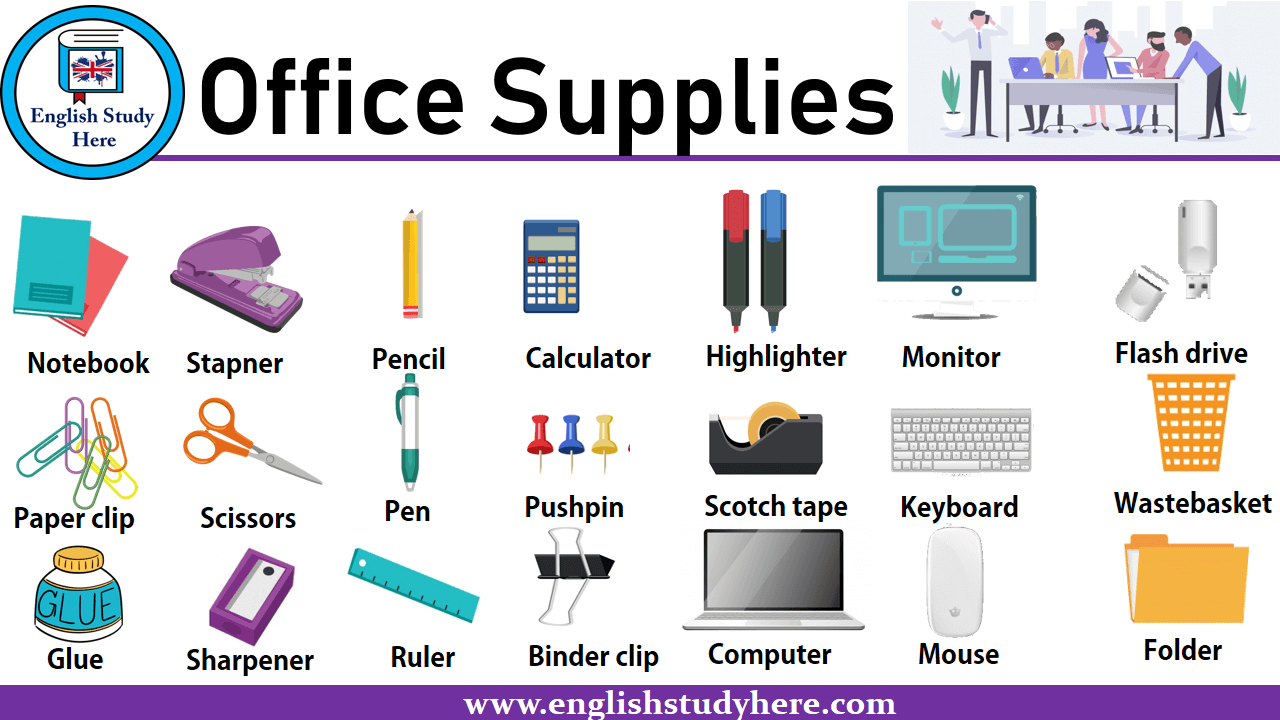 English Study
Here
Office Supplies
Notebook
Stapner
Pencil
Calculator
Highlighter
Monitor
Flash drive
Paper clip
Scissors
Pen
Pushpin
Scotch tape
Keyboard
Wastebasket
GLUE
Glue
Sharpener
Ruler
Binder clip
Computer
Mouse
Folder
www.englishstudyhere.com